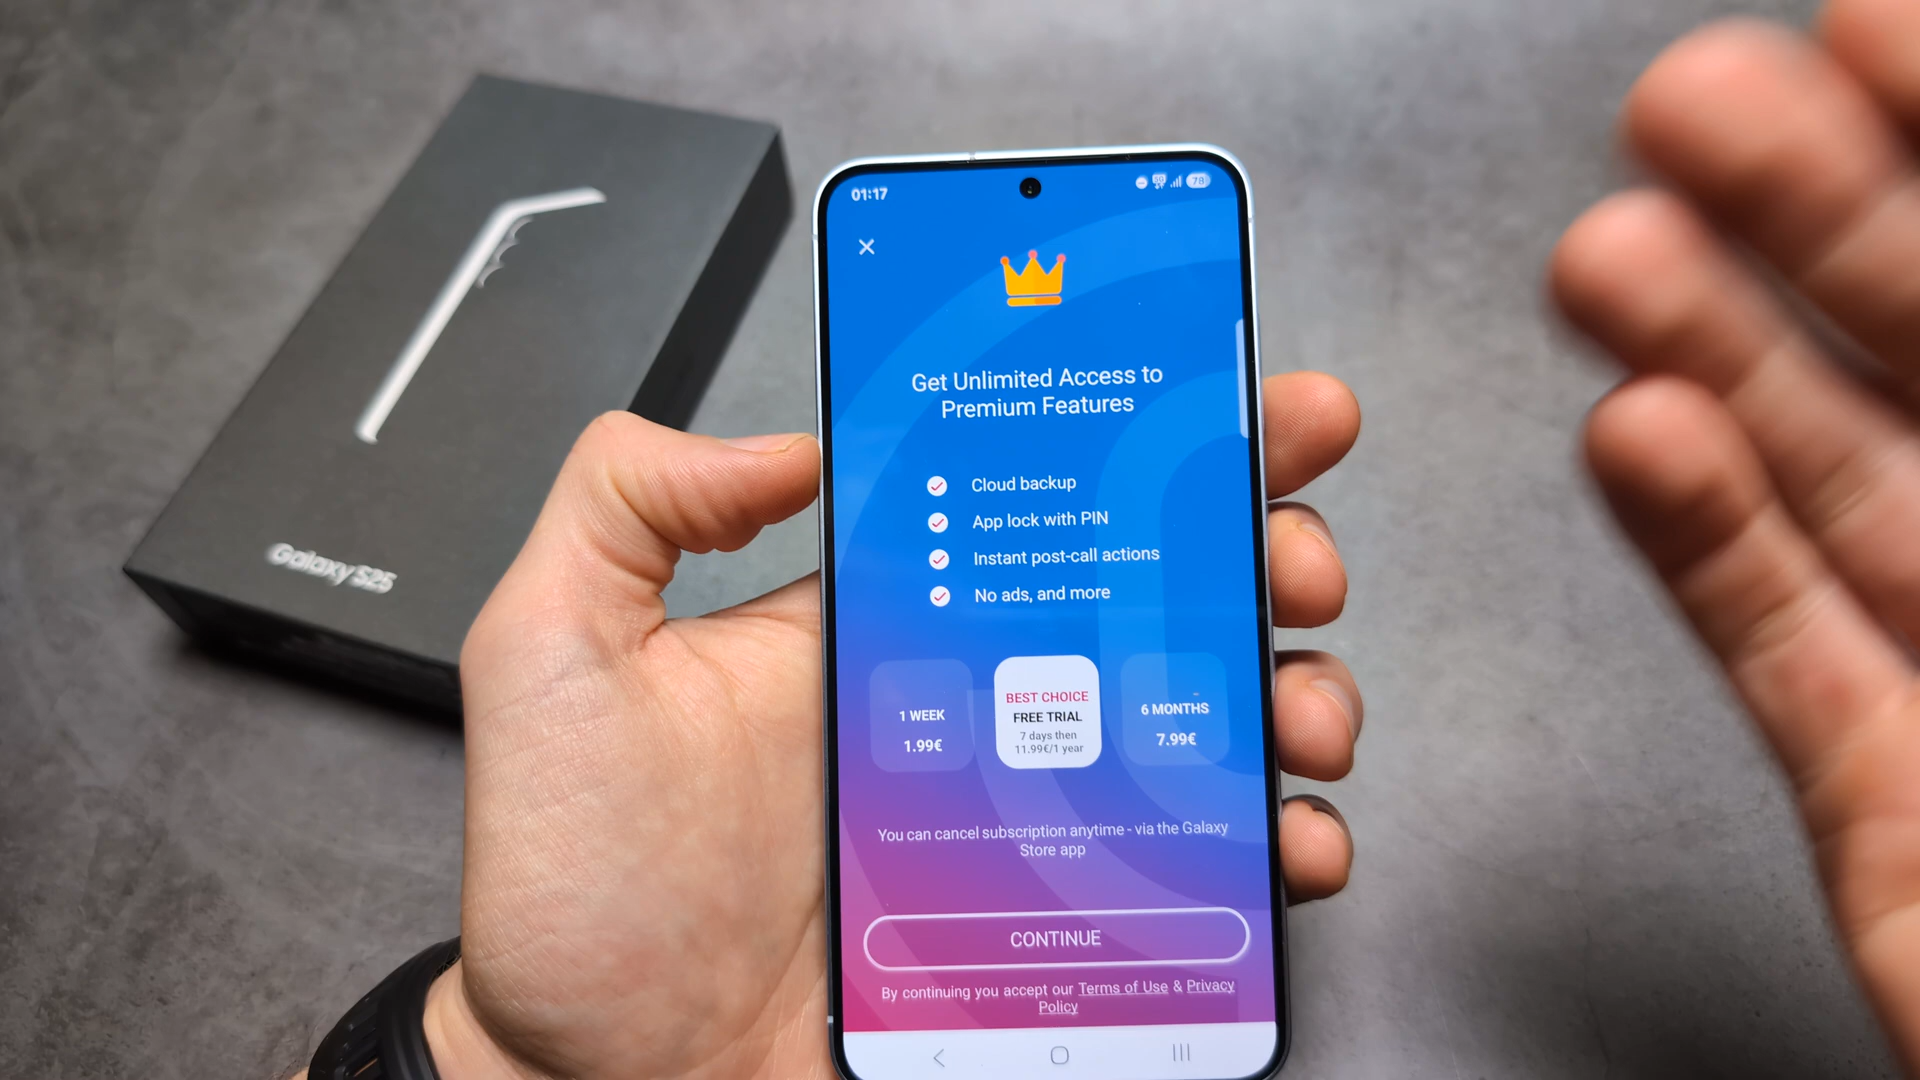 Galaxy S25
01:17
78
Get Unlimited Access to
Premium Features
Cloud backup
App lock with PIN
Instant post-call actions
No ads, and more
1 WEEK
1.99€
BEST CHOICE
FREE TRIAL
7 days then
11.99€/1 year
6 MONTHS
7.99€
You can cancel subscription anytime - via the Galaxy
Store app
CONTINUE
By continuing you accept our Terms of Use & Privacy
Policy